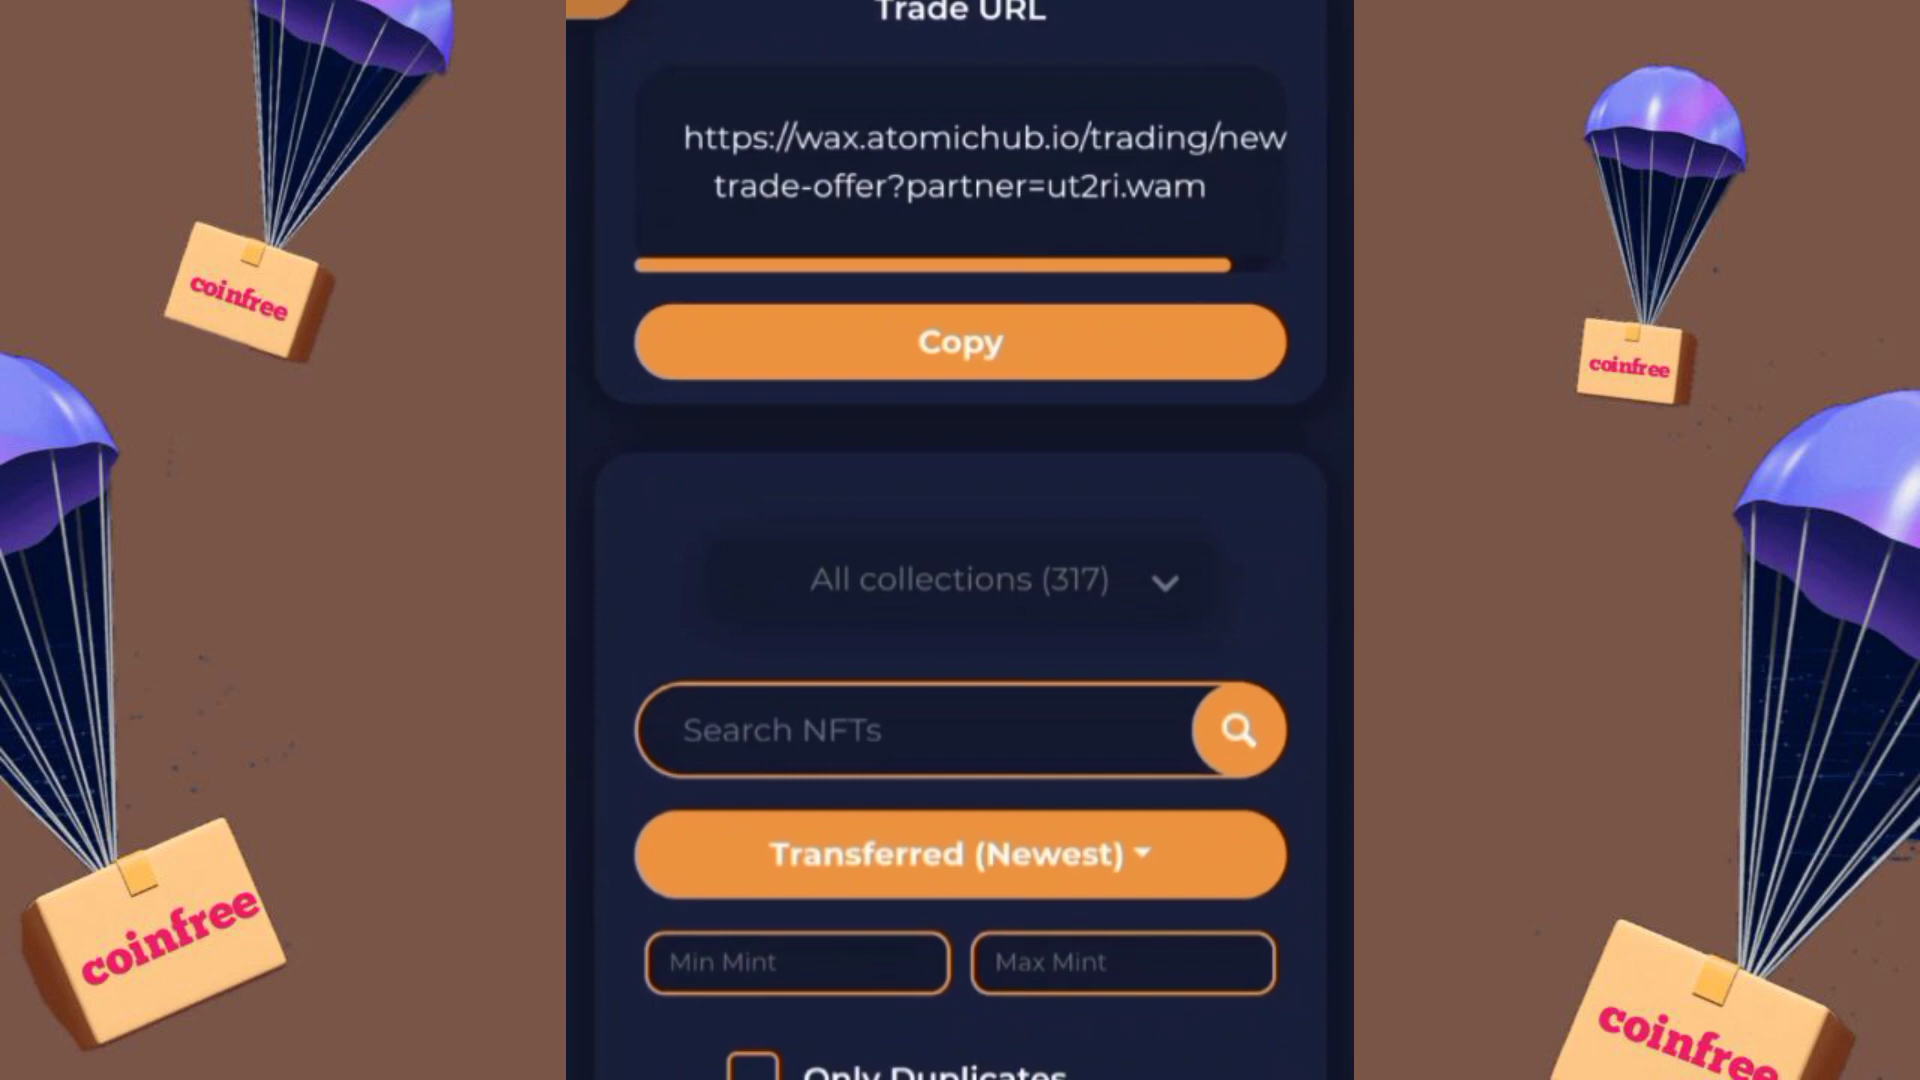 Trade URL
https://wax.atomichub.io/trading/new
trade-offer?partner=ut2ri.wam
Copy
All collections (317)
Search NFTs
Transferred (Newest)
Min Mint
Max Mint
Only Duplicates
coinfree
coinfree
coinfree
coinfree